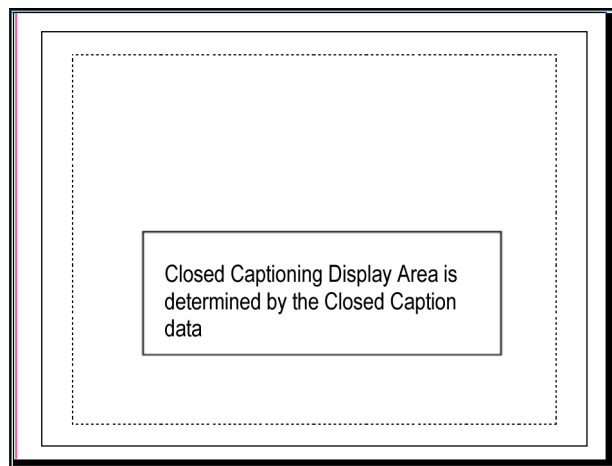 Closed Captioning Display Area is
determined by the Closed Caption
data